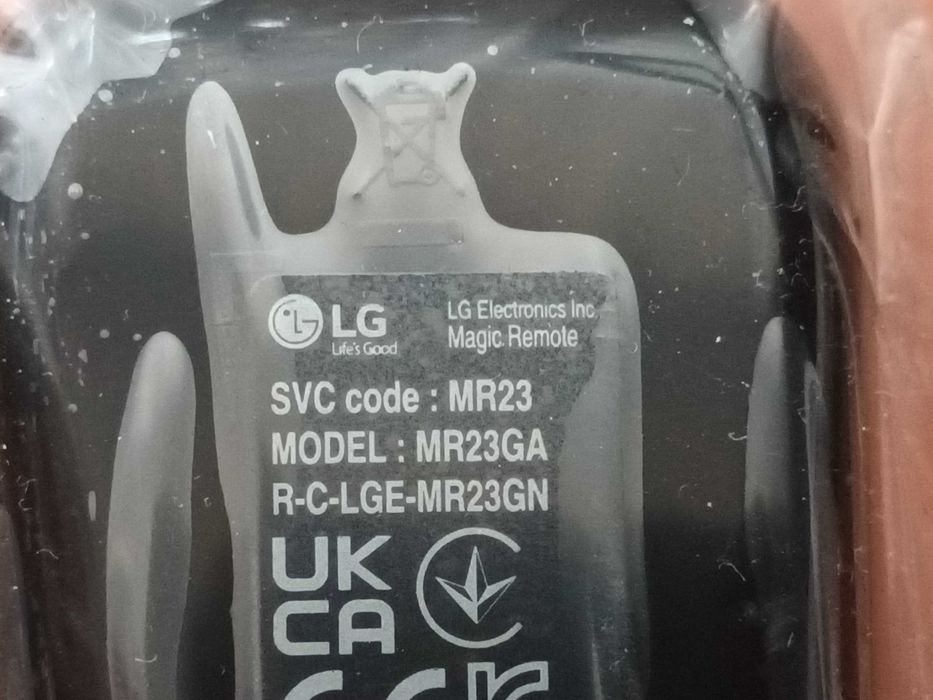 LG
Life's Good
LG Electronics Inc
Magic Remote
SVC code : MR23
MODEL : MR23GA
R-C-LGE-MR23GN
UK
CA